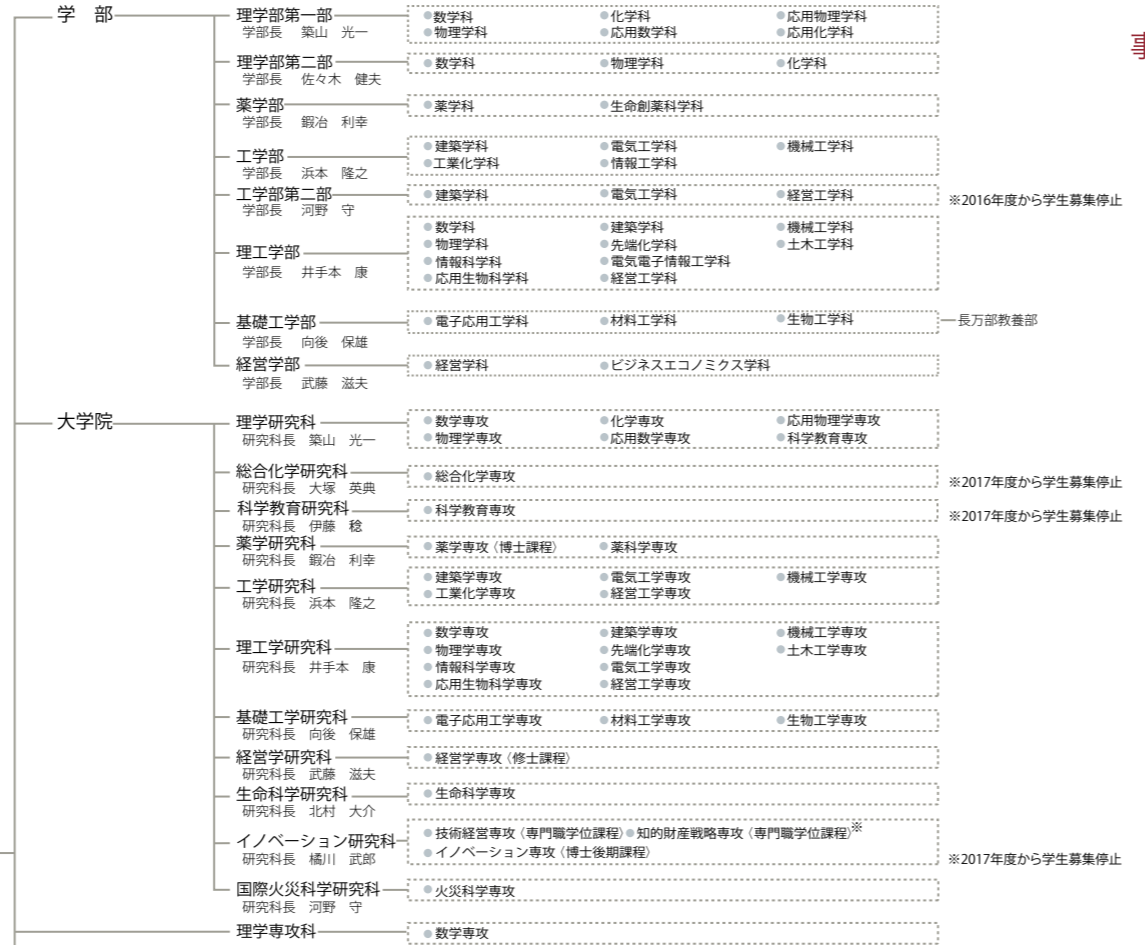 学 部
理学部第一部
学部長 築山 光一
●数学科 ●化学科 ●応用物理学科
●物理学科 ●応用数学科 ●応用化学科
理学部第二部
学部長 佐々木 健夫
●数学科 ●物理学科 ●化学科
薬学部
学部長 鍜冶 利幸
●薬学科 ●生命創薬科学科
工学部
学部長 浜本 隆之
●建築学科 ●電気工学科 ●機械工学科
●工業化学科 ●情報工学科
工学部第二部
学部長 河野 守
●建築学科 ●電気工学科 ●経営工学科
※2016年度から学生募集停止
理工学部
学部長 井手本 康
●数学科 ●建築学科 ●機械工学科
●物理学科 ●先端化学科 ●土木工学科
●情報科学科 ●電気電子情報工学科
●応用生物科学科 ●経営工学科
基礎工学部
学部長 向後 保雄
●電子応用工学科 ●材料工学科 ●生物工学科
長万部教養部
経営学部
学部長 武藤 滋夫
●経営学科 ●ビジネスエコノミクス学科
大学院
理学研究科
研究科長 築山 光一
●数学専攻 ●化学専攻 ●応用物理学専攻
●物理学専攻 ●応用数学専攻 ●科学教育専攻
総合化学研究科
研究科長 大塚 英典
●総合化学専攻
※2017年度から学生募集停止
科学教育研究科
研究科長 伊藤 稔
●科学教育専攻
※2017年度から学生募集停止
薬学研究科
研究科長 鍜冶 利幸
●薬学専攻〈博士課程〉 ●薬科学専攻
工学研究科
研究科長 浜本 隆之
●建築学専攻 ●電気工学専攻 ●機械工学専攻
●工業化学専攻 ●経営工学専攻
理工学研究科
研究科長 井手本 康
●数学専攻 ●建築学専攻 ●機械工学専攻
●物理学専攻 ●先端化学専攻 ●土木工学専攻
●情報科学専攻 ●電気工学専攻
●応用生物科学専攻 ●経営工学専攻
基礎工学研究科
研究科長 向後 保雄
●電子応用工学専攻 ●材料工学専攻 ●生物工学専攻
経営学研究科
研究科長 武藤 滋夫
●経営学専攻〈修士課程〉
生命科学研究科
研究科長 北村 大介
●生命科学専攻
イノベーション研究科
研究科長 橘川 武郎
●技術経営専攻〈専門職学位課程〉●知的財産戦略専攻〈専門職学位課程〉※
●イノベーション専攻〈博士後期課程〉
※2017年度から学生募集停止
国際火災科学研究科
研究科長 河野 守
●火災科学専攻
理学専攻科
●数学専攻